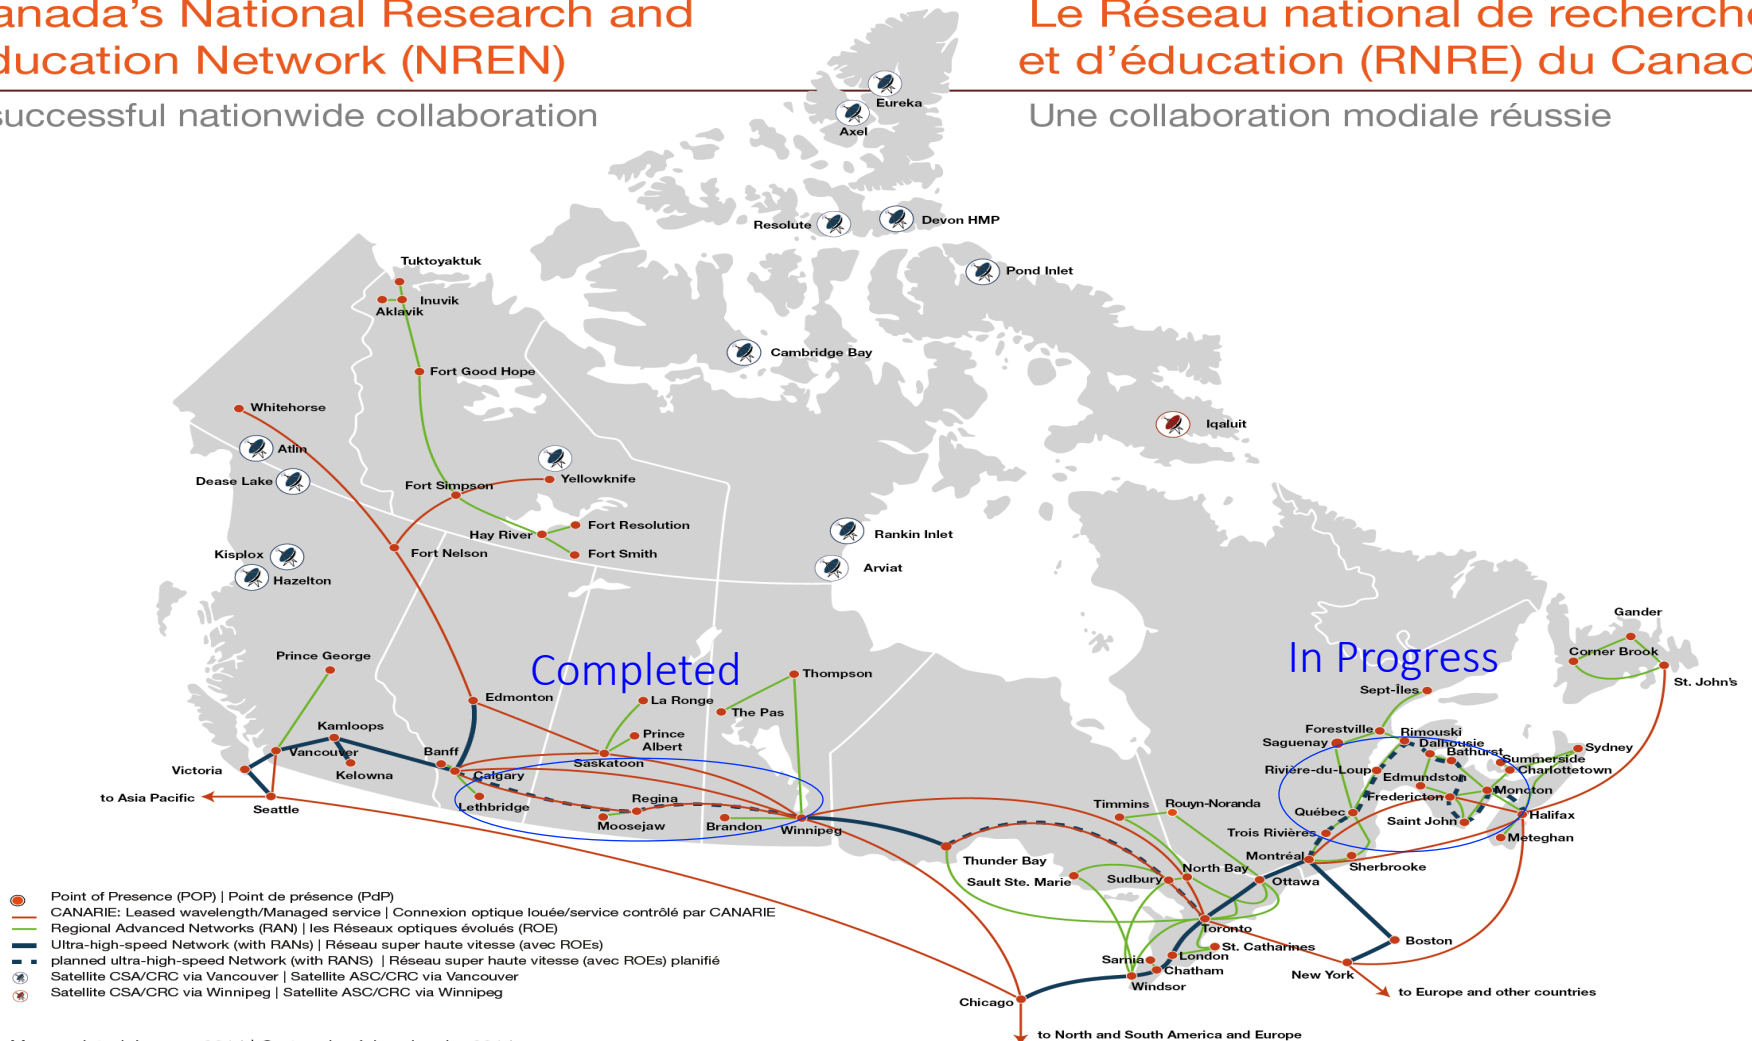 anada's National Research and
ducation Network (NREN)
successful nationwide collaboration
Le Réseau national de recherche
et d'éducation (RNRE) du Canad
Une collaboration modiale réussie
Eureka
Axel
Resolute
Devon HMP
Pond Inlet
Tuktoyaktuk
Inuvik
Aklavik
Cambridge Bay
Fort Good Hope
Whitehorse
Iqaluit
Atlin
Dease Lake
Fort Simpson
Yellowknife
Fort Resolution
Hay River
Fort Smith
Fort Nelson
Rankin Inlet
Arviat
Kisplox
Hazelton
Gander
Corner Brook
St. John's
Completed
In Progress
Prince George
Edmonton
La Ronge
Thompson
The Pas
Prince
Albert
Saskatoon
Kamloops
Vancouver
Kelowna
Banff
Calgary
Victoria
to Asia Pacific
Seattle
Lethbridge
Regina
Moosejaw
Brandon
Winnipeg
Sept-Îles
Forestville
Saguenay
Rimouski
Dalhousie
Bathurst
Summerside
Sydney
Charlottetown
Rivière-du-Loup
Edmundston
Fredericton
Moncton
Québec
Saint John
Halifax
Trois Rivières
Meteghan
Timmins
Rouyn-Noranda
Montréal
Sherbrooke
Thunder Bay
Sault Ste. Marie
Sudbury
North Bay
Ottawa
Toronto
St. Catharines
Boston
Sarnia
London
Chatham
Windsor
New York
Chicago
to Europe and other countries
to North and South America and Europe
Point of Presence (POP) | Point de présence (PdP)
CANARIE: Leased wavelength/Managed service | Connexion optique louée/service contrôlé par CANARIE
Regional Advanced Networks (RAN) | les Réseaux optiques évolués (ROE)
Ultra-high-speed Network (with RANs) | Réseau super haute vitesse (avec ROEs)
planned ultra-high-speed Network (with RANS) | Réseau super haute vitesse (avec ROEs) planifié
Satellite CSA/CRC via Vancouver | Satellite ASC/CRC via Vancouver
Satellite CSA/CRC via Winnipeg | Satellite ASC/CRC via Winnipeg